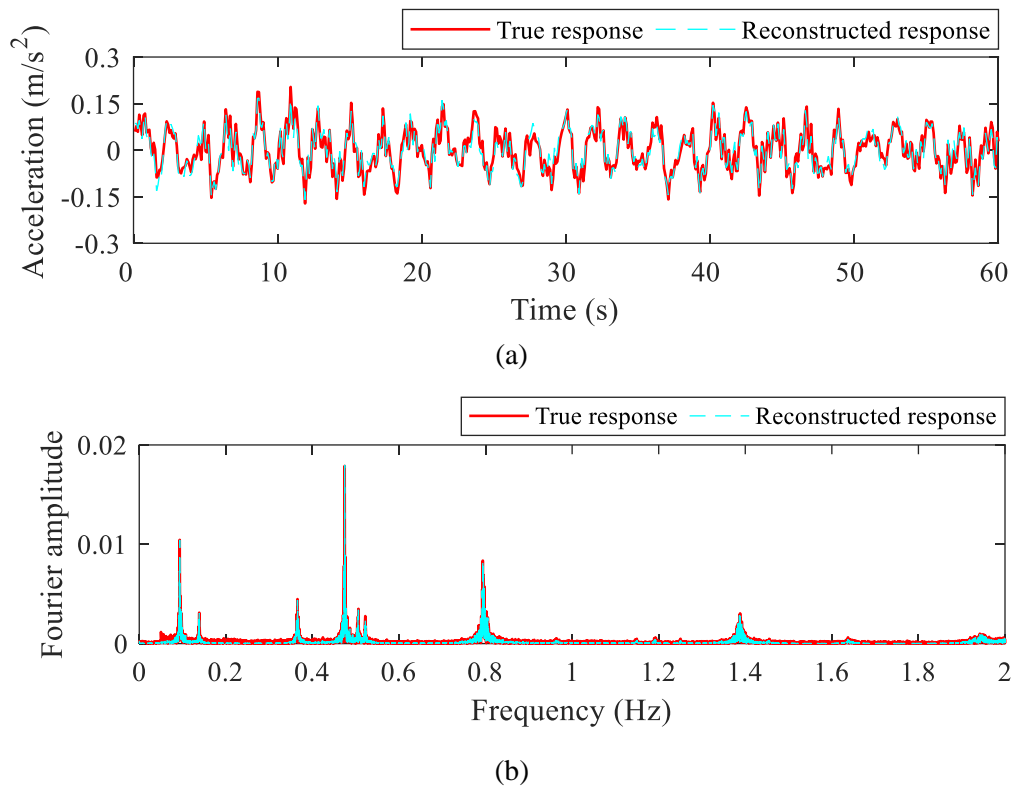 True response Reconstructed response
Acceleration (m/s²)
0.3
0.15
0
-0.15
-0.3
0 10 20 30 40 50 60
Time (s)
(a)
True response Reconstructed response
Fourier amplitude
0.02
0.01
0
0 0.2 0.4 0.6 0.8 1 1.2 1.4 1.6 1.8 2
Frequency (Hz)
(b)